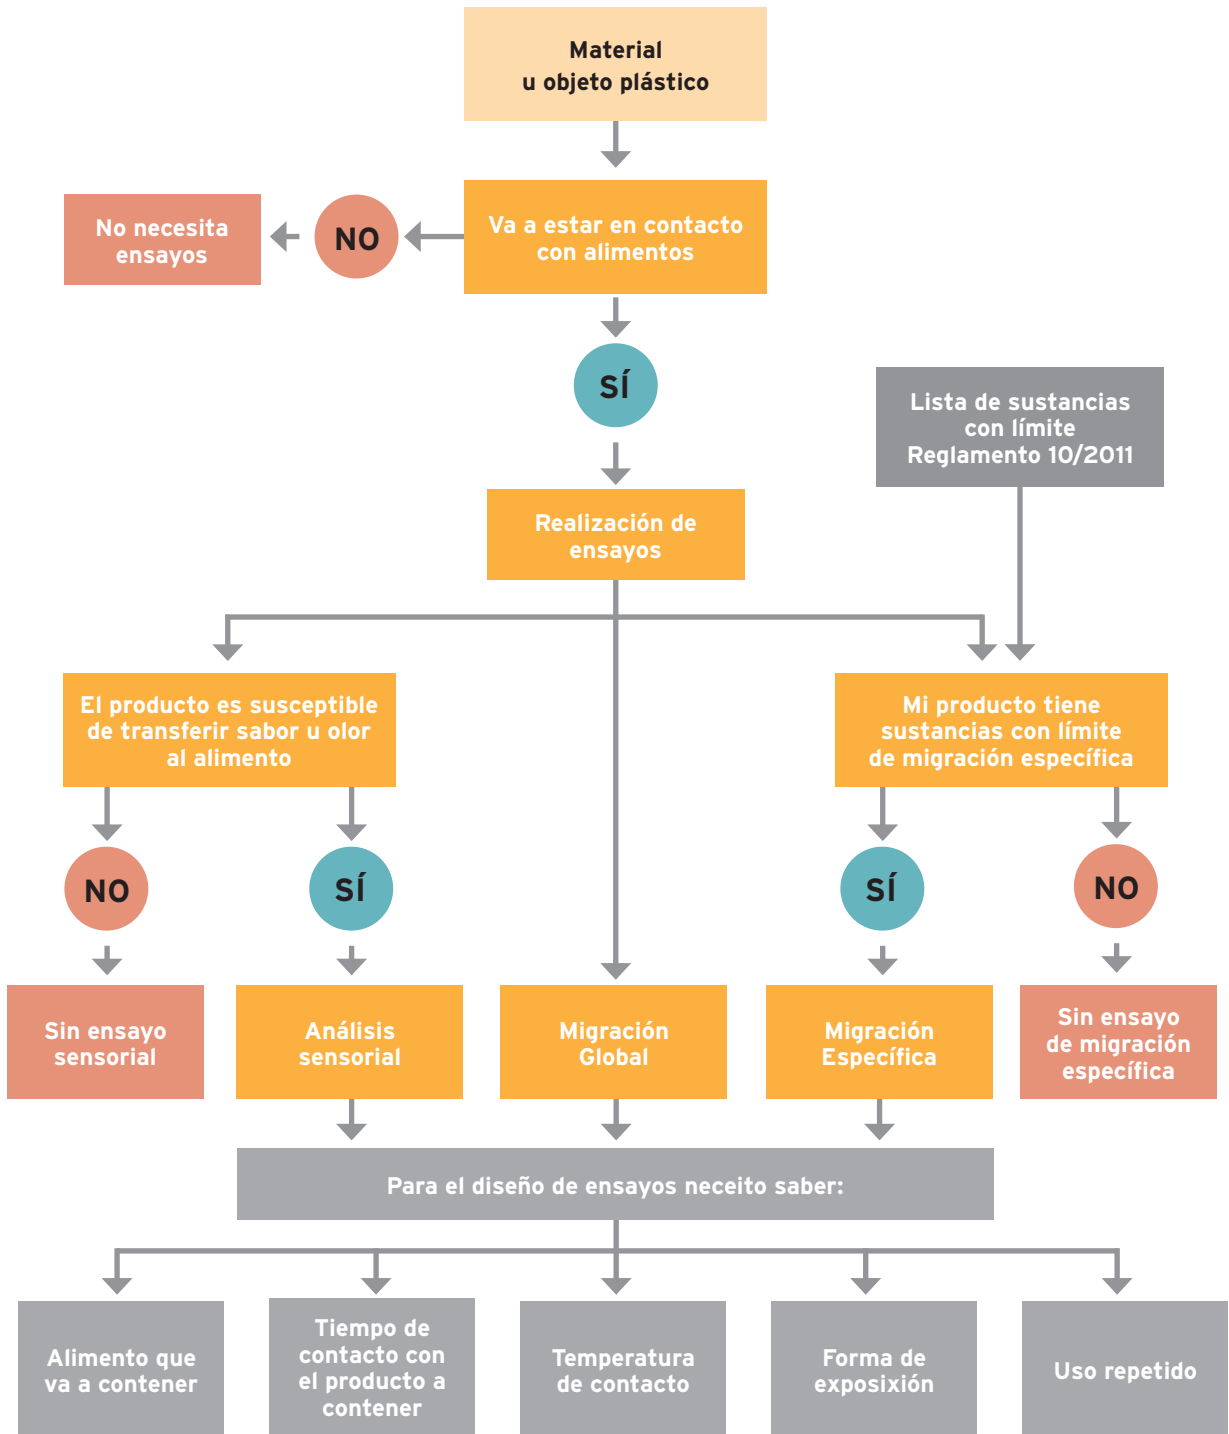 Material
u objeto plástico
No necesita
ensayos
NO
Va a estar en contacto
con alimentos
SÍ
Lista de sustancias
con límite
Reglamento 10/2011
Realización de
ensayos
El producto es susceptible
de transferir sabor u olor
al alimento
Mi producto tiene
sustancias con límite
de migración específica
NO
SÍ
SÍ
NO
Sin ensayo
sensorial
Análisis
sensorial
Migración
Global
Migración
Específica
Sin ensayo
de migración
específica
Para el diseño de ensayos neceito saber:
Alimento que
va a contener
Tiempo de
contacto con
el producto a
contener
Temperatura
de contacto
Forma de
exposixión
Uso repetido